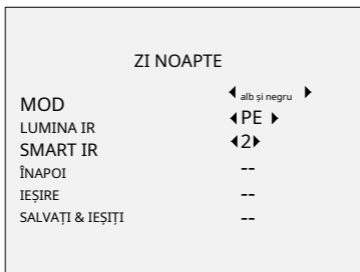 ZI NOAPTE
MOD ◀ alb și negru ▶
LUMINA IR ◀PE ▶
SMART IR ◀2▶
ÎNAPOI --
IEȘIRE --
SALVAȚI & IEȘIȚI --